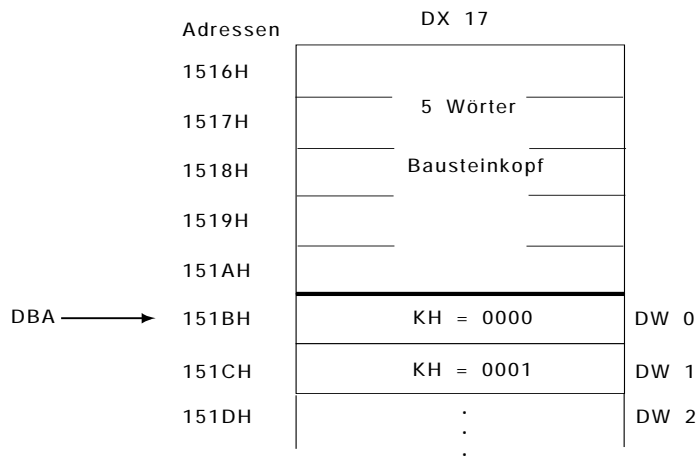 DX 17
Adressen
1516H
5 Wörter
1517H
1518H Bausteinkopf
1519H
151AH
DBA 151BH KH = 0000 DW 0
151CH KH = 0001 DW 1
151DH . DW 2
.
.